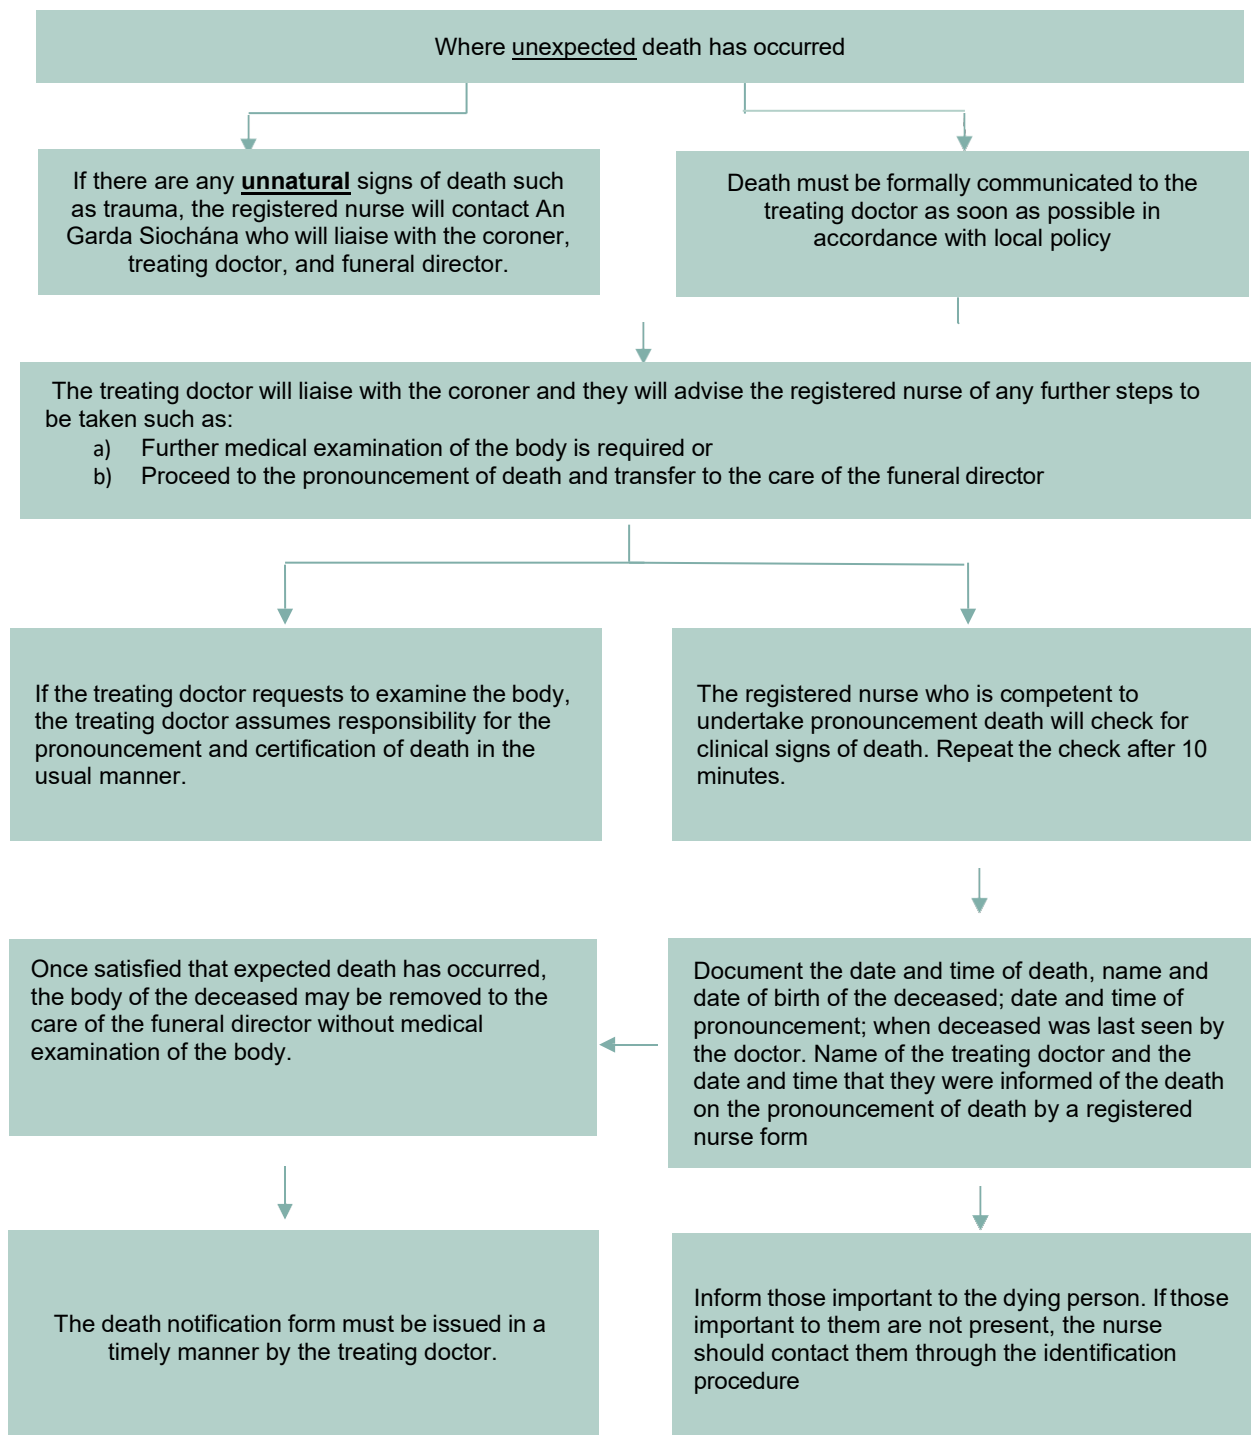 Where unexpected death has occurred
If there are any unnatural signs of death such
as trauma, the registered nurse will contact An
Garda Siochána who will liaise with the coroner,
treating doctor, and funeral director.
Death must be formally communicated to the
treating doctor as soon as possible in
accordance with local policy
The treating doctor will liaise with the coroner and they will advise the registered nurse of any further steps to
be taken such as:
a) Further medical examination of the body is required or
b) Proceed to the pronouncement of death and transfer to the care of the funeral director
If the treating doctor requests to examine the body,
the treating doctor assumes responsibility for the
pronouncement and certification of death in the
usual manner.
The registered nurse who is competent to
undertake pronouncement death will check for
clinical signs of death. Repeat the check after 10
minutes.
Once satisfied that expected death has occurred,
the body of the deceased may be removed to the
care of the funeral director without medical
examination of the body.
Document the date and time of death, name and
date of birth of the deceased; date and time of
pronouncement; when deceased was last seen by
the doctor. Name of the treating doctor and the
date and time that they were informed of the death
on the pronouncement of death by a registered
nurse form
The death notification form must be issued in a
timely manner by the treating doctor.
Inform those important to the dying person. If those
important to them are not present, the nurse
should contact them through the identification
procedure